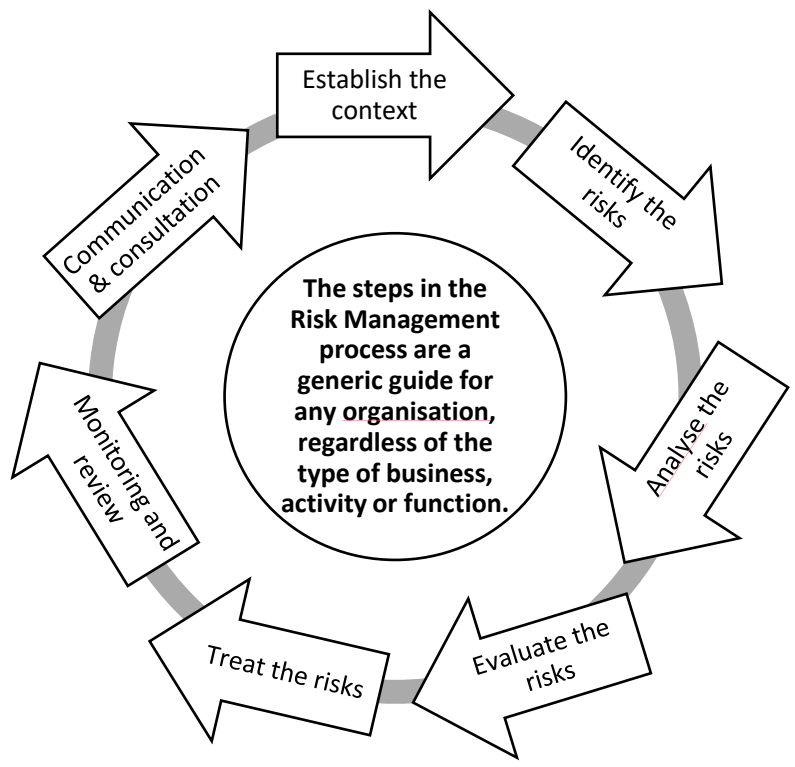 Establish the
context
Identify the
risks
Analyse the
risks
Evaluate the
risks
Treat the risks
Monitoring and
review
Communication
& consultation
The steps in the
Risk Management
process are a
generic guide for
any organisation,
regardless of the
type of business,
activity or function.